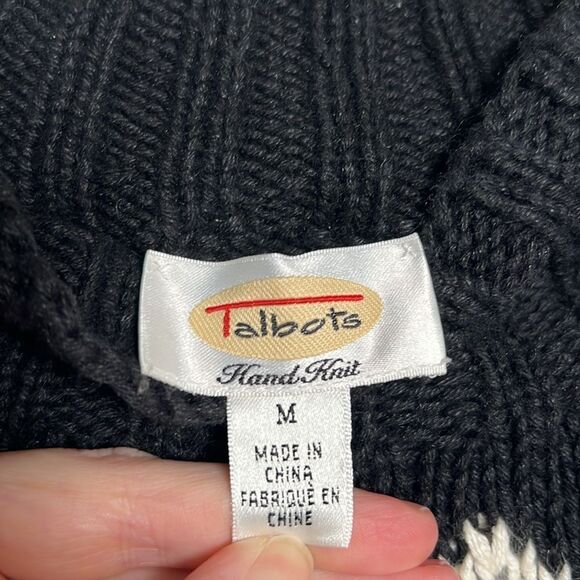 Talbots
Hand Knit
M
MADE IN
CHINA
FABRIQUÉ EN
CHINE